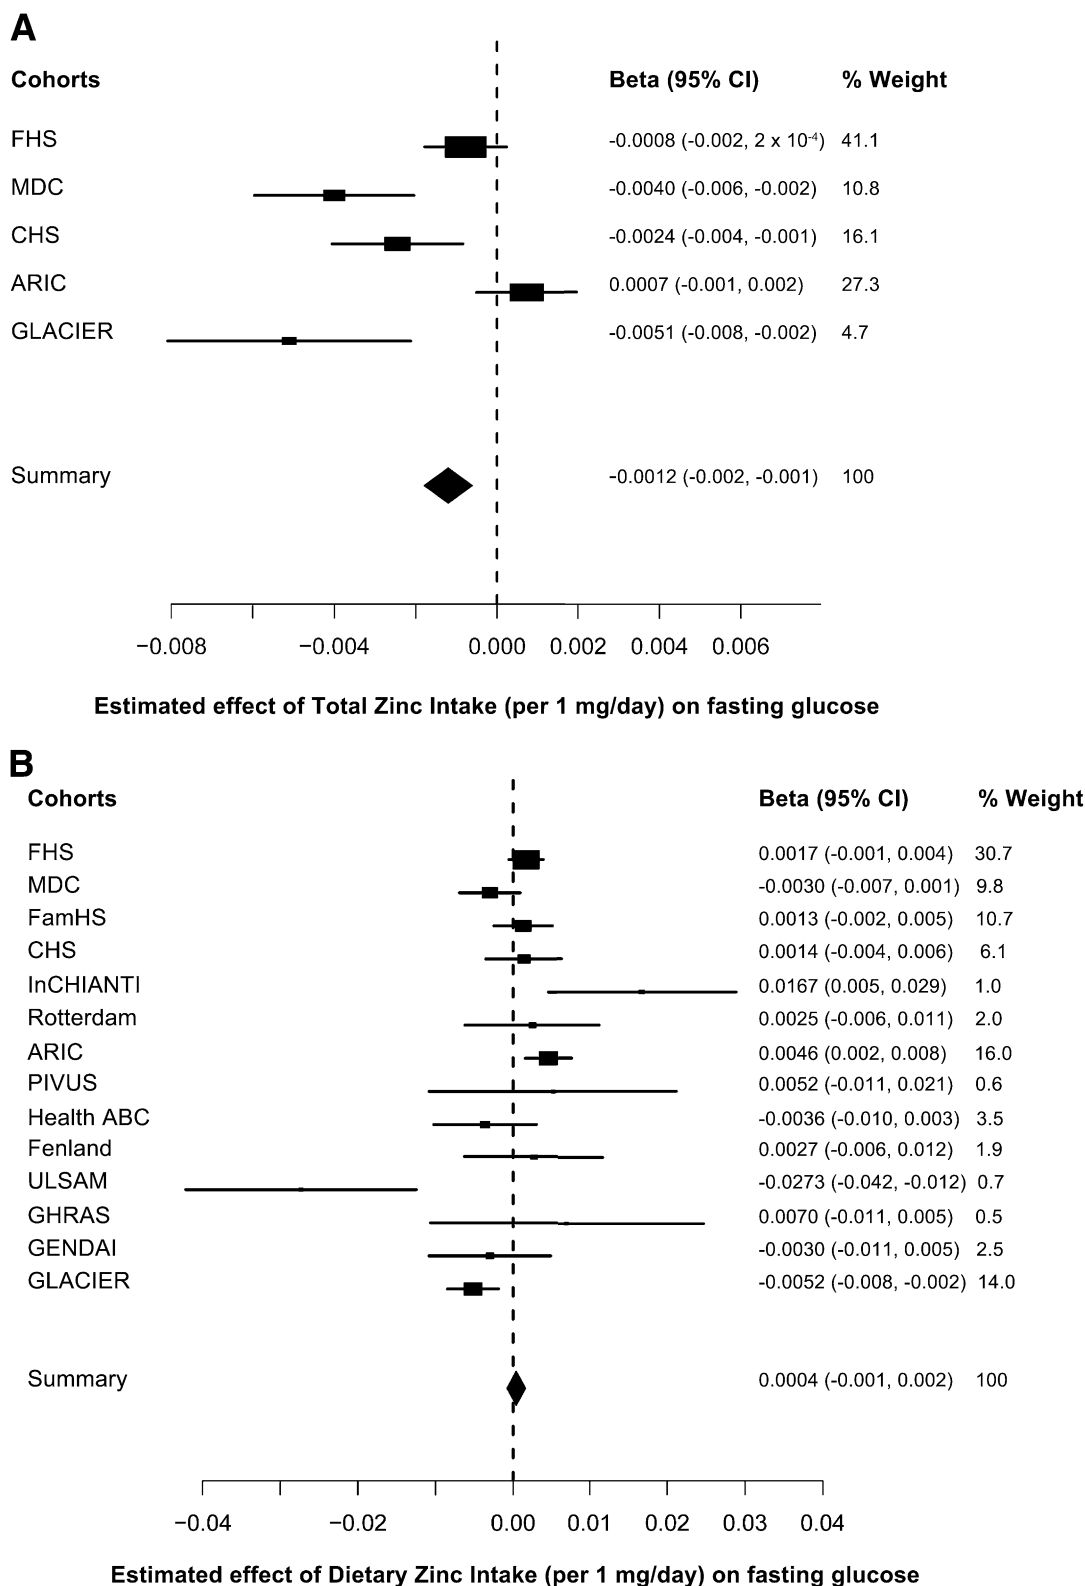 A
Cohorts Beta (95% CI) % Weight
FHS -0.0008 (-0.002, 2 x 10⁻⁴) 41.1
MDC -0.0040 (-0.006, -0.002) 10.8
CHS -0.0024 (-0.004, -0.001) 16.1
ARIC 0.0007 (-0.001, 0.002) 27.3
GLACIER -0.0051 (-0.008, -0.002) 4.7
Summary -0.0012 (-0.002, -0.001) 100
−0.008 −0.004 0.000 0.002 0.004 0.006
Estimated effect of Total Zinc Intake (per 1 mg/day) on fasting glucose
B
Cohorts Beta (95% CI) % Weight
FHS 0.0017 (-0.001, 0.004) 30.7
MDC -0.0030 (-0.007, 0.001) 9.8
FamHS 0.0013 (-0.002, 0.005) 10.7
CHS 0.0014 (-0.004, 0.006) 6.1
InCHIANTI 0.0167 (0.005, 0.029) 1.0
Rotterdam 0.0025 (-0.006, 0.011) 2.0
ARIC 0.0046 (0.002, 0.008) 16.0
PIVUS 0.0052 (-0.011, 0.021) 0.6
Health ABC -0.0036 (-0.010, 0.003) 3.5
Fenland 0.0027 (-0.006, 0.012) 1.9
ULSAM -0.0273 (-0.042, -0.012) 0.7
GHRAS 0.0070 (-0.011, 0.005) 0.5
GENDAI -0.0030 (-0.011, 0.005) 2.5
GLACIER -0.0052 (-0.008, -0.002) 14.0
Summary 0.0004 (-0.001, 0.002) 100
−0.04 −0.02 0.00 0.01 0.02 0.03 0.04
Estimated effect of Dietary Zinc Intake (per 1 mg/day) on fasting glucose